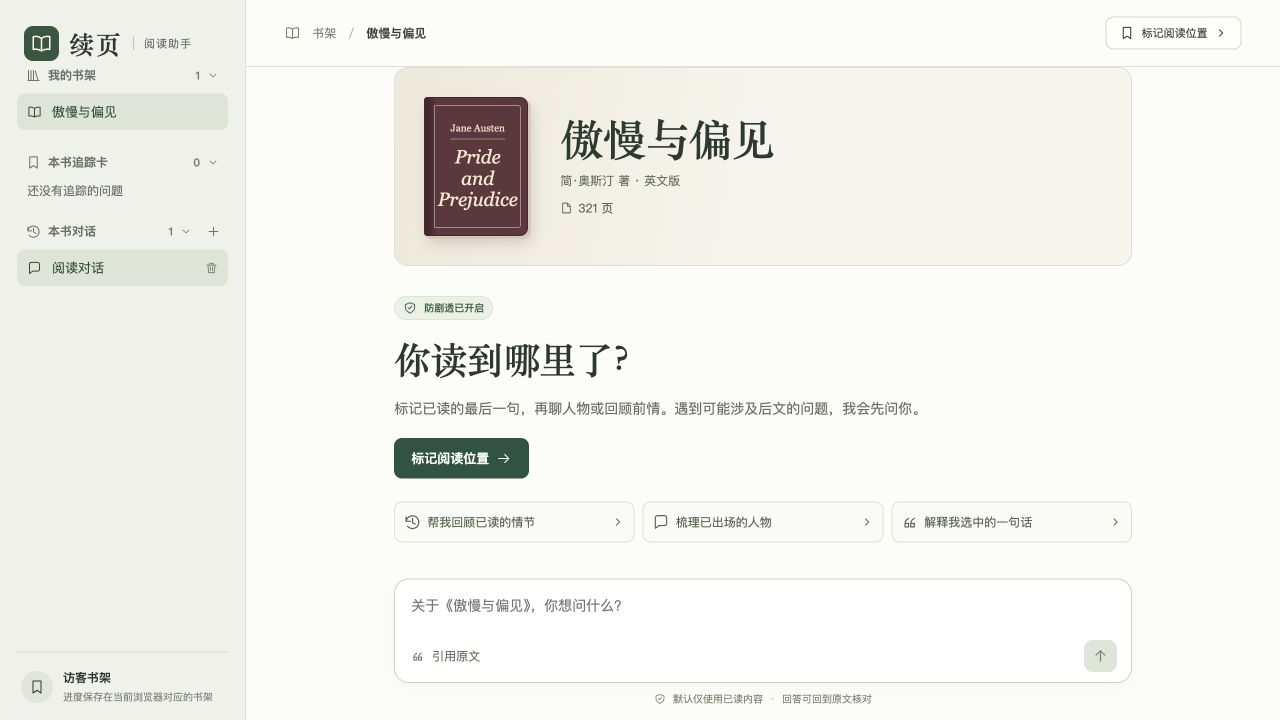 续页 阅读助手
我的书架 1
傲慢与偏见
本书追踪卡 0
还没有追踪的问题
本书对话 1
阅读对话
访客书架
进度保存在当前浏览器对应的书架
书架 / 傲慢与偏见
标记阅读位置
Jane Austen
Pride
and
Prejudice
傲慢与偏见
简·奥斯汀 著 · 英文版
321 页
防剧透已开启
你读到哪里了?
标记已读的最后一句，再聊人物或回顾前情。遇到可能涉及后文的问题，我会先问你。
标记阅读位置
帮我回顾已读的情节
梳理已出场的人物
解释我选中的一句话
关于《傲慢与偏见》，你想问什么？
引用原文
默认仅使用已读内容 · 回答可回到原文核对